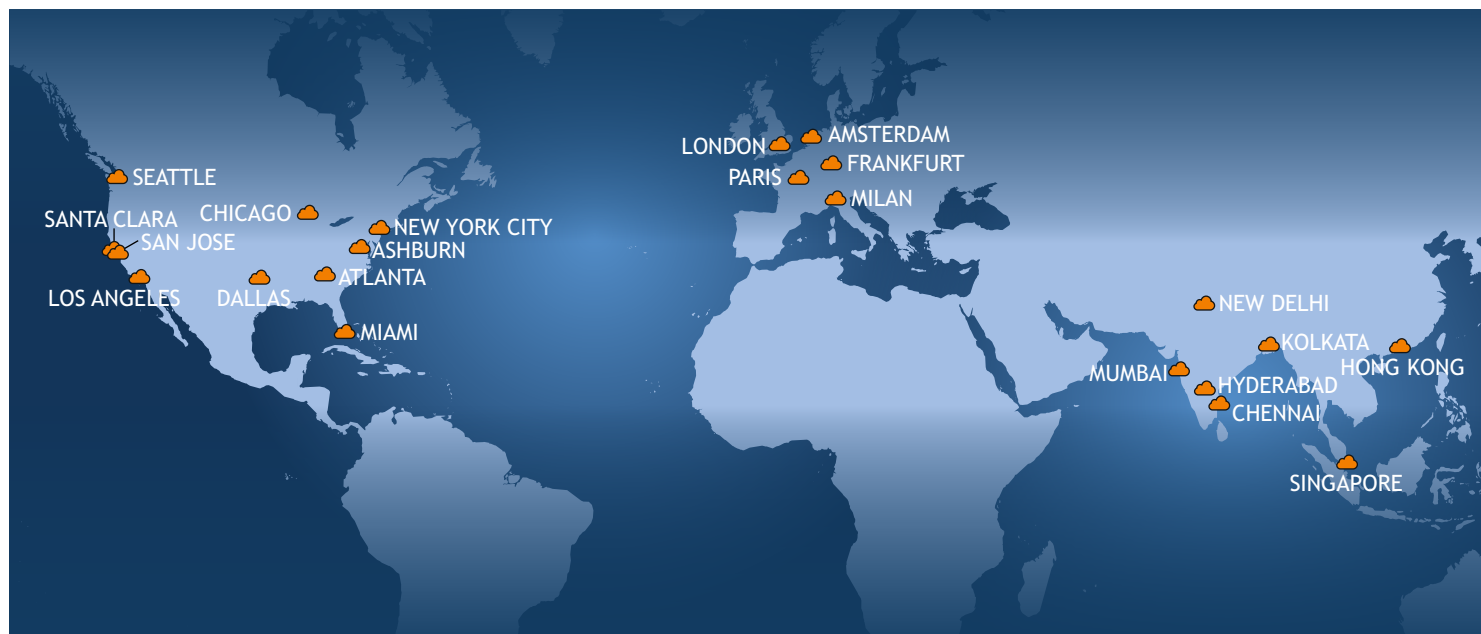 LONDON
AMSTERDAM
FRANKFURT
PARIS
MILAN
SEATTLE
SANTA CLARA
CHICAGO
SAN JOSE
NEW YORK CITY
ASHBURN
ATLANTA
LOS ANGELES
DALLAS
MIAMI
NEW DELHI
KOLKATA
HONG KONG
MUMBAI
HYDERABAD
CHENNAI
SINGAPORE